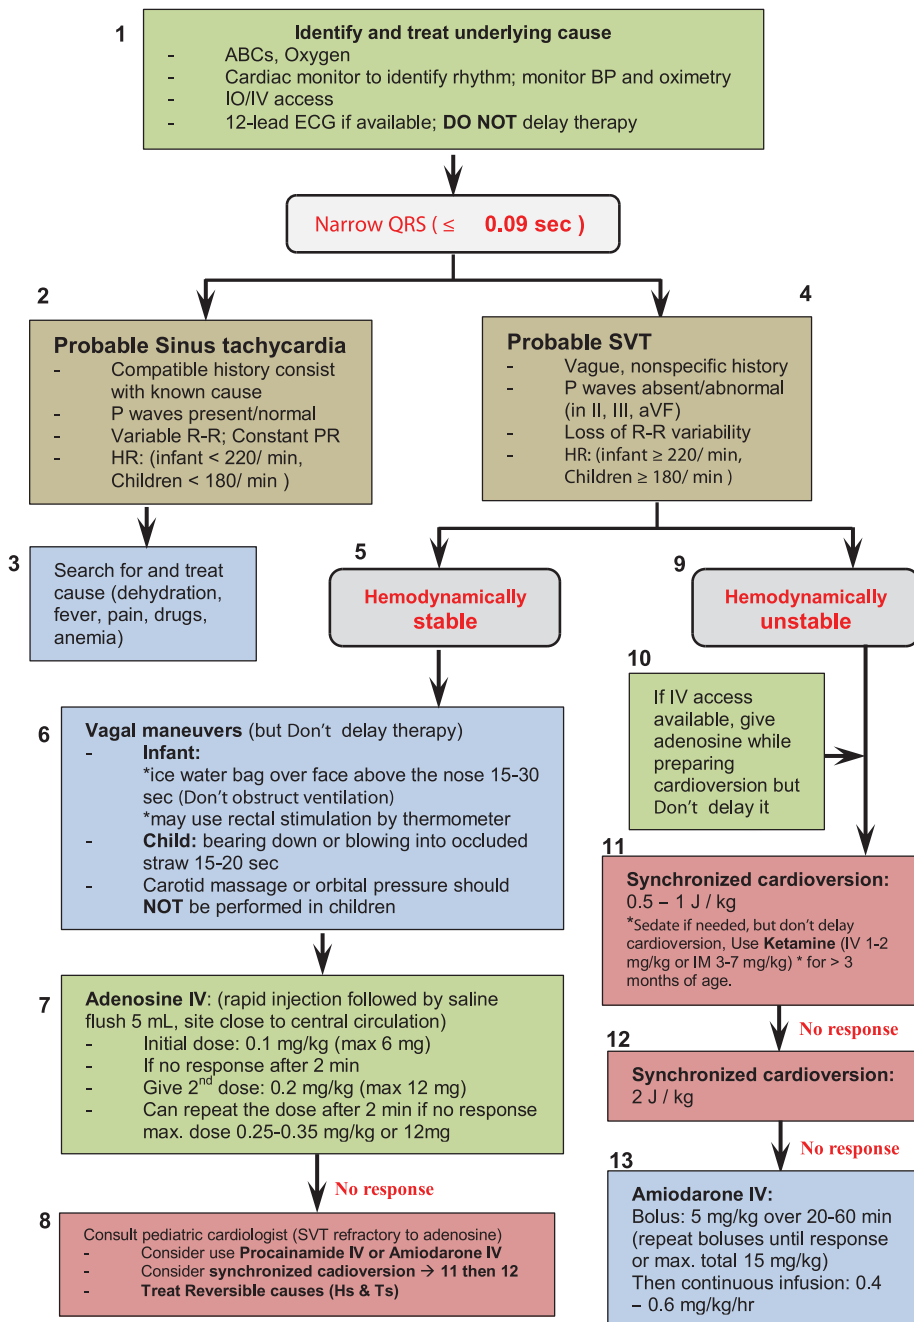 1
Identify and treat underlying cause
- ABCs, Oxygen
- Cardiac monitor to identify rhythm; monitor BP and oximetry
- IO/IV access
- 12-lead ECG if available; DO NOT delay therapy
Narrow QRS ( ≤ 0.09 sec )
2
Probable Sinus tachycardia
- Compatible history consist
with known cause
- P waves present/normal
- Variable R-R; Constant PR
- HR: (infant < 220/ min,
Children < 180/ min )
3
Search for and treat
cause (dehydration,
fever, pain, drugs,
anemia)
4
Probable SVT
- Vague, nonspecific history
- P waves absent/abnormal
(in II, III, aVF)
- Loss of R-R variability
- HR: (infant ≥ 220/ min,
Children ≥ 180/ min )
5
Hemodynamically
stable
6
Vagal maneuvers (but Don't delay therapy)
- Infant:
*ice water bag over face above the nose 15-30
sec (Don't obstruct ventilation)
*may use rectal stimulation by thermometer
- Child: bearing down or blowing into occluded
straw 15-20 sec
- Carotid massage or orbital pressure should
NOT be performed in children
7
Adenosine IV: (rapid injection followed by saline
flush 5 mL, site close to central circulation)
- Initial dose: 0.1 mg/kg (max 6 mg)
- If no response after 2 min
- Give 2nd dose: 0.2 mg/kg (max 12 mg)
- Can repeat the dose after 2 min if no response
max. dose 0.25-0.35 mg/kg or 12mg
No response
8
Consult pediatric cardiologist (SVT refractory to adenosine)
- Consider use Procainamide IV or Amiodarone IV
- Consider synchronized cadioversion → 11 then 12
- Treat Reversible causes (Hs & Ts)
9
Hemodynamically
unstable
10
If IV access
available, give
adenosine while
preparing
cardioversion but
Don't delay it
11
Synchronized cardioversion:
0.5 – 1 J / kg
*Sedate if needed, but don't delay
cardioversion, Use Ketamine (IV 1-2
mg/kg or IM 3-7 mg/kg) * for > 3
months of age.
No response
12
Synchronized cardioversion:
2 J / kg
No response
13
Amiodarone IV:
Bolus: 5 mg/kg over 20-60 min
(repeat boluses until response
or max. total 15 mg/kg)
Then continuous infusion: 0.4
– 0.6 mg/kg/hr